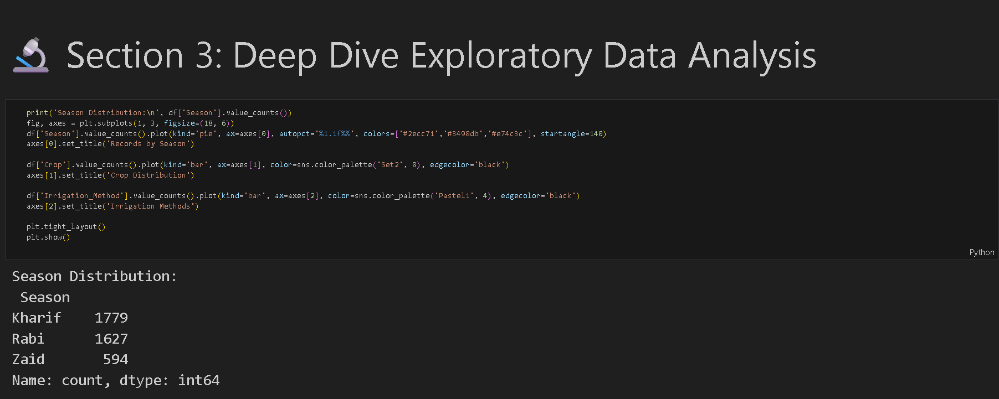 Section 3: Deep Dive Exploratory Data Analysis
print('Season Distribution:\n', df['Season'].value_counts())
fig, axes = plt.subplots(1, 3, figsize=(18, 6))
df['Season'].value_counts().plot(kind='pie', ax=axes[0], autopct='%1.1f%%', colors=['#2ecc71','#3498db','#e74c3c'], startangle=140)
axes[0].set_title('Records by Season')
df['Crop'].value_counts().plot(kind='bar', ax=axes[1], color=sns.color_palette('Set2', 8), edgecolor='black')
axes[1].set_title('Crop Distribution')
df['Irrigation_Method'].value_counts().plot(kind='bar', ax=axes[2], color=sns.color_palette('Pastel1', 4), edgecolor='black')
axes[2].set_title('Irrigation Methods')
plt.tight_layout()
plt.show()
Python
Season Distribution:
Season
Kharif    1779
Rabi      1627
Zaid       594
Name: count, dtype: int64